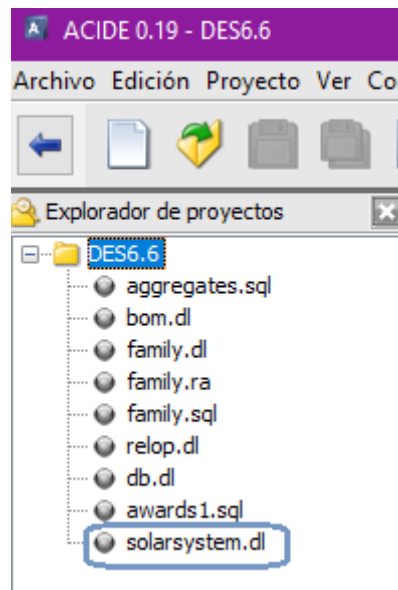 ACIDE 0.19 - DES6.6
Archivo Edición Proyecto Ver Co
Explorador de proyectos
DES6.6
aggregates.sql
bom.dl
family.dl
family.ra
family.sql
relop.dl
db.dl
awards1.sql
solarsystem.dl